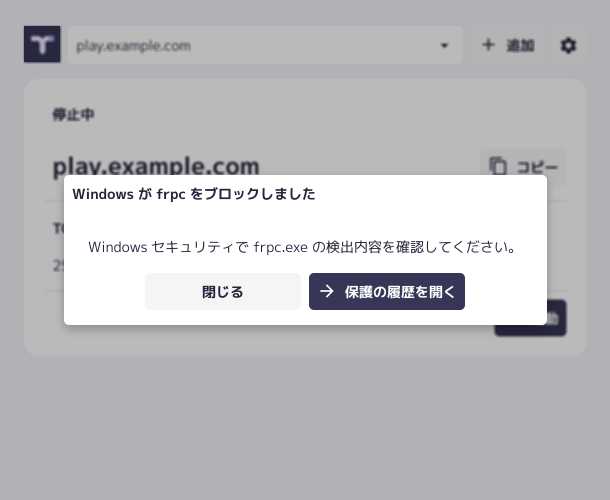 play.example.com
追加
停止中
play.example.com
コピー
Windows が frpc をブロックしました
Windows セキュリティで frpc.exe の検出内容を確認してください。
閉じる
保護の履歴を開く